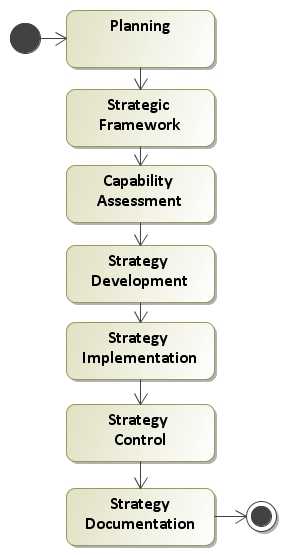 Planning
Strategic
Framework
Capability
Assessment
Strategy
Development
Strategy
Implementation
Strategy
Control
Strategy
Documentation